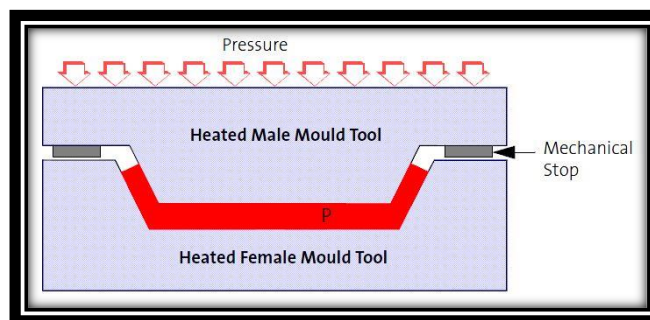 Pressure
Heated Male Mould Tool
Mechanical
Stop
P
Heated Female Mould Tool